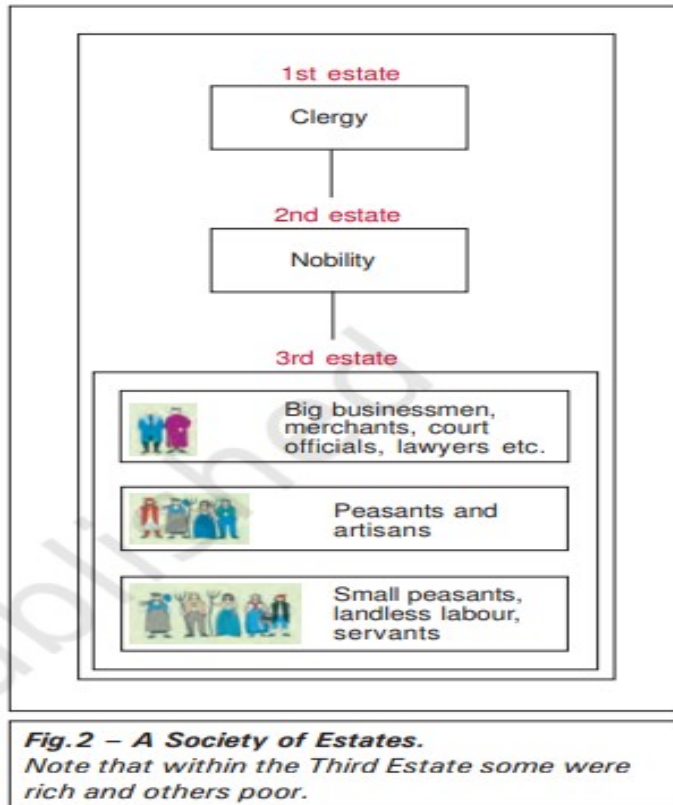 1st estate
Clergy
2nd estate
Nobility
3rd estate
Big businessmen,
merchants, court
officials, lawyers etc.
Peasants and
artisans
Small peasants,
landless labour,
servants
Fig.2 – A Society of Estates.
Note that within the Third Estate some were
rich and others poor.